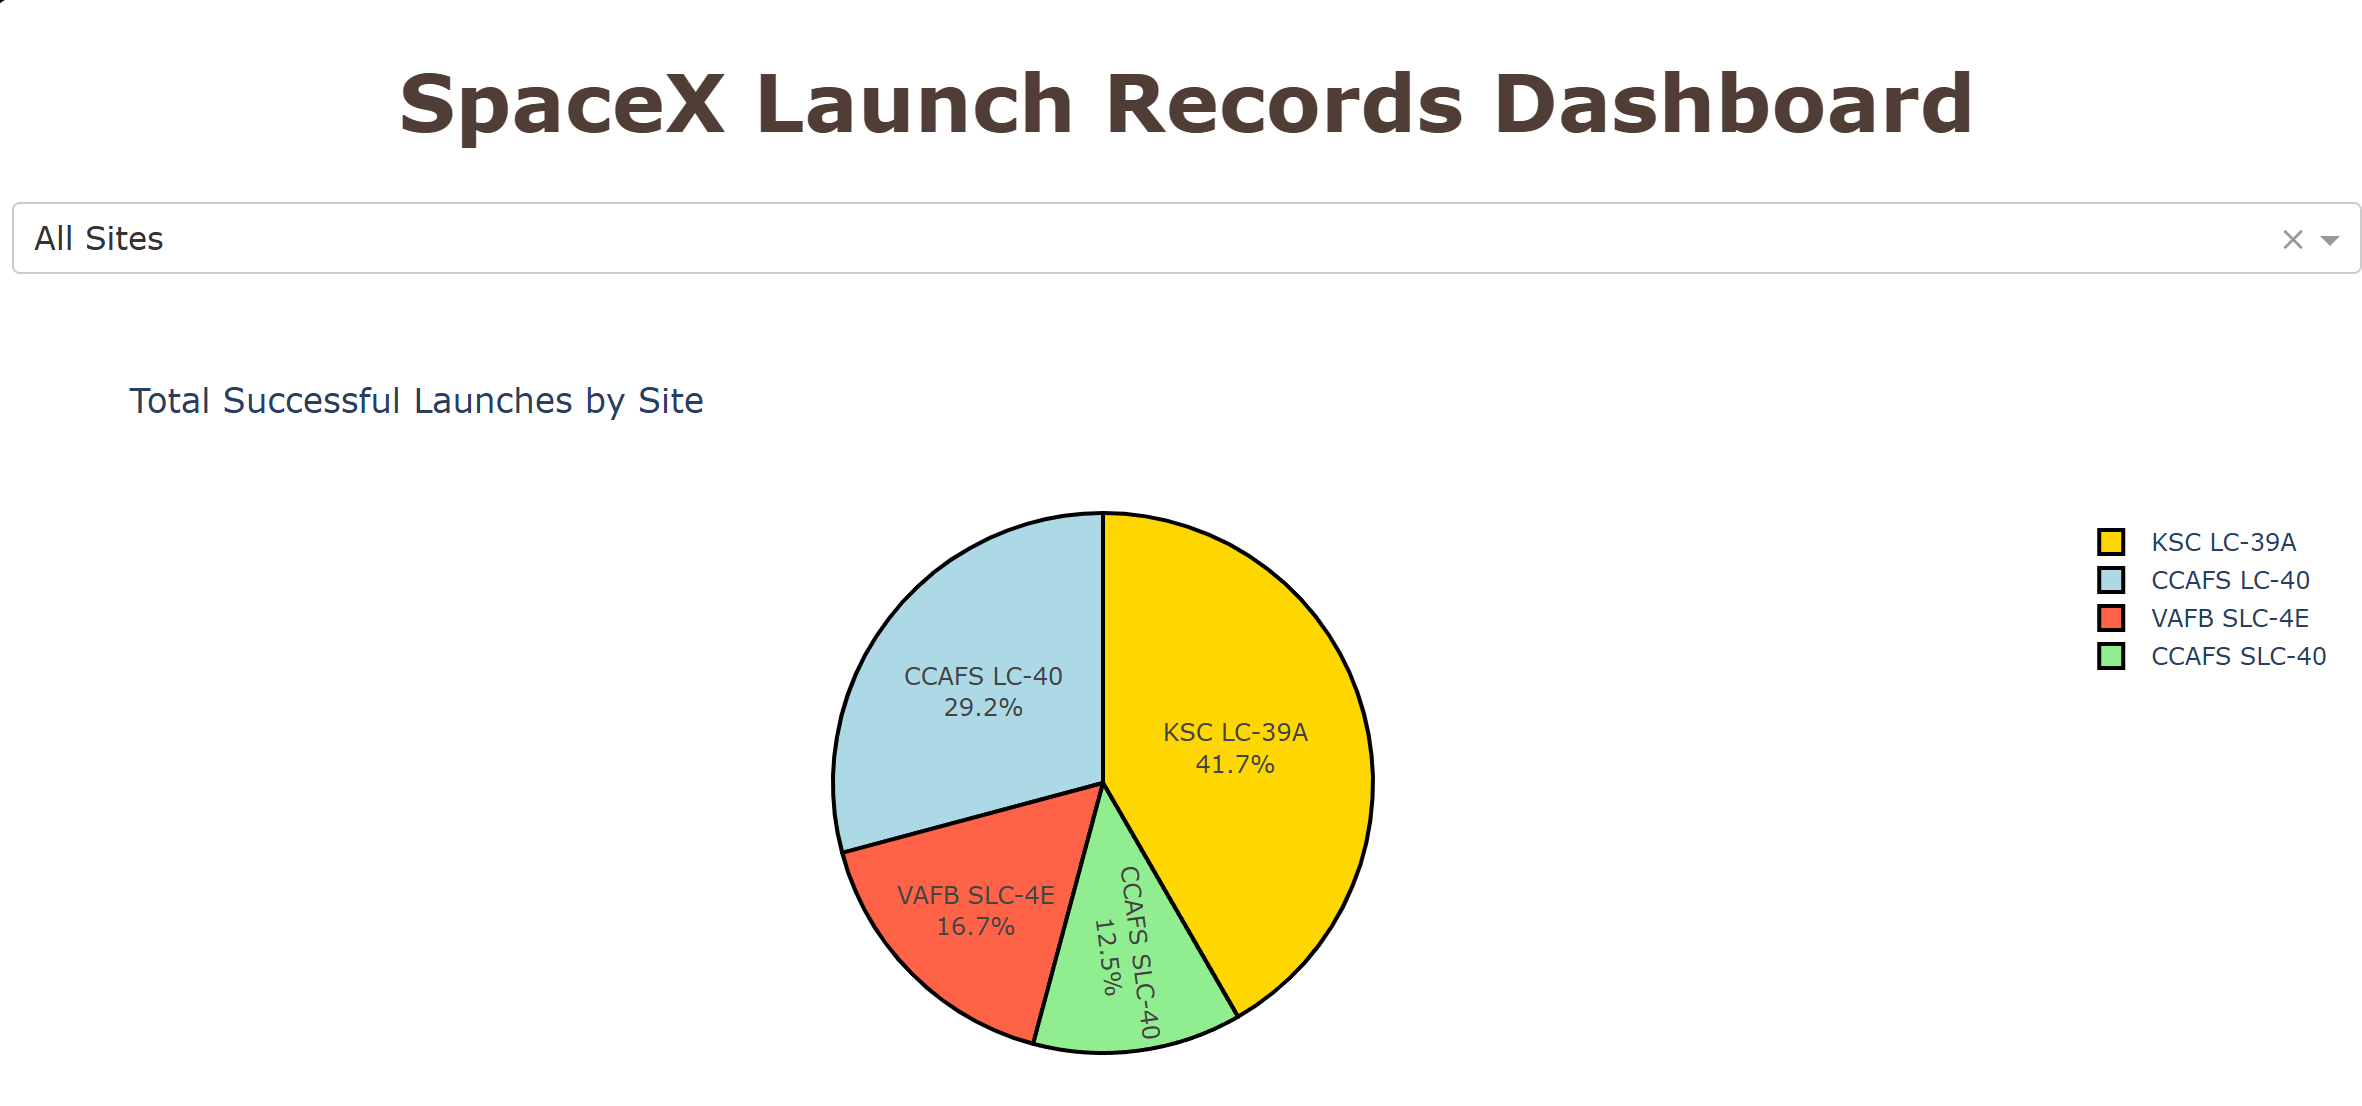 SpaceX Launch Records Dashboard
All Sites
Total Successful Launches by Site
KSC LC-39A
CCAFS LC-40
VAFB SLC-4E
CCAFS SLC-40
CCAFS LC-40
29.2%
KSC LC-39A
41.7%
VAFB SLC-4E
16.7%
CCAFS SLC-40
12.5%